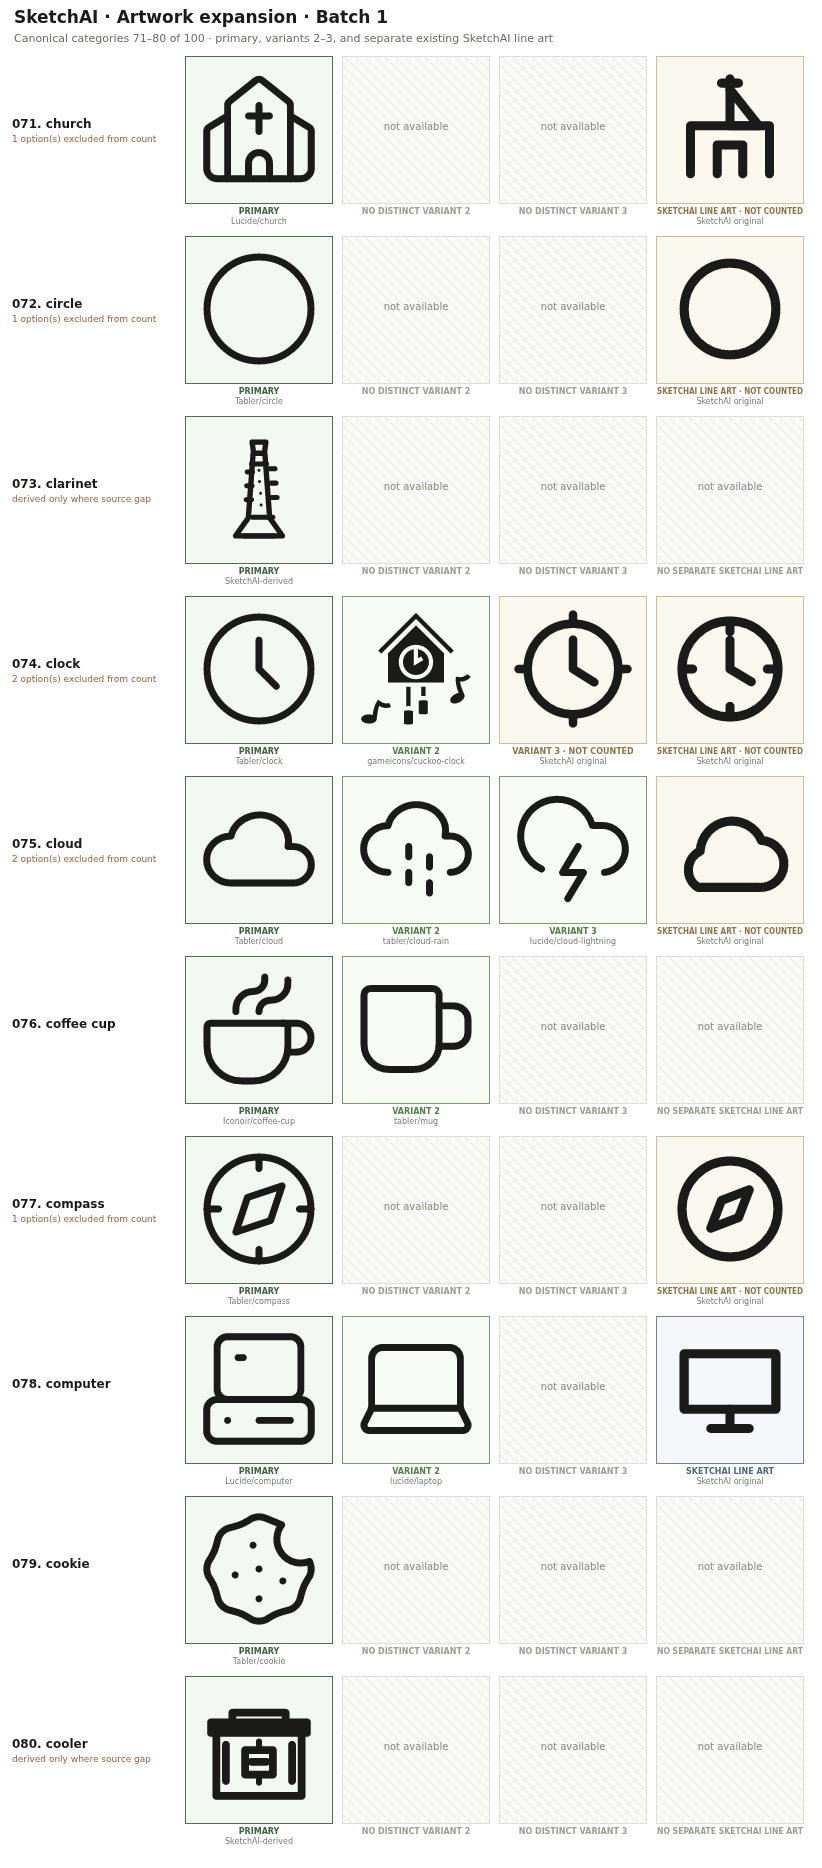 SketchAI · Artwork expansion · Batch 1
Canonical categories 71–80 of 100 · primary, variants 2–3, and separate existing SketchAI line art
071. church
1 option(s) excluded from count
not available
not available
PRIMARY
Lucide/church
NO DISTINCT VARIANT 2
NO DISTINCT VARIANT 3
SKETCHAI LINE ART · NOT COUNTED
SketchAI original
072. circle
1 option(s) excluded from count
not available
not available
PRIMARY
Tabler/circle
NO DISTINCT VARIANT 2
NO DISTINCT VARIANT 3
SKETCHAI LINE ART · NOT COUNTED
SketchAI original
073. clarinet
derived only where source gap
not available
not available
not available
PRIMARY
SketchAI-derived
NO DISTINCT VARIANT 2
NO DISTINCT VARIANT 3
NO SEPARATE SKETCHAI LINE ART
074. clock
2 option(s) excluded from count
PRIMARY
Tabler/clock
VARIANT 2
gameicons/cuckoo-clock
VARIANT 3 · NOT COUNTED
SketchAI original
SKETCHAI LINE ART · NOT COUNTED
SketchAI original
075. cloud
2 option(s) excluded from count
PRIMARY
Tabler/cloud
VARIANT 2
tabler/cloud-rain
VARIANT 3
lucide/cloud-lightning
SKETCHAI LINE ART · NOT COUNTED
SketchAI original
076. coffee cup
not available
not available
PRIMARY
Iconoir/coffee-cup
VARIANT 2
tabler/mug
NO DISTINCT VARIANT 3
NO SEPARATE SKETCHAI LINE ART
077. compass
1 option(s) excluded from count
not available
not available
PRIMARY
Tabler/compass
NO DISTINCT VARIANT 2
NO DISTINCT VARIANT 3
SKETCHAI LINE ART · NOT COUNTED
SketchAI original
078. computer
not available
PRIMARY
Lucide/computer
VARIANT 2
lucide/laptop
NO DISTINCT VARIANT 3
SKETCHAI LINE ART
SketchAI original
079. cookie
not available
not available
not available
PRIMARY
Tabler/cookie
NO DISTINCT VARIANT 2
NO DISTINCT VARIANT 3
NO SEPARATE SKETCHAI LINE ART
080. cooler
derived only where source gap
not available
not available
not available
PRIMARY
SketchAI-derived
NO DISTINCT VARIANT 2
NO DISTINCT VARIANT 3
NO SEPARATE SKETCHAI LINE ART